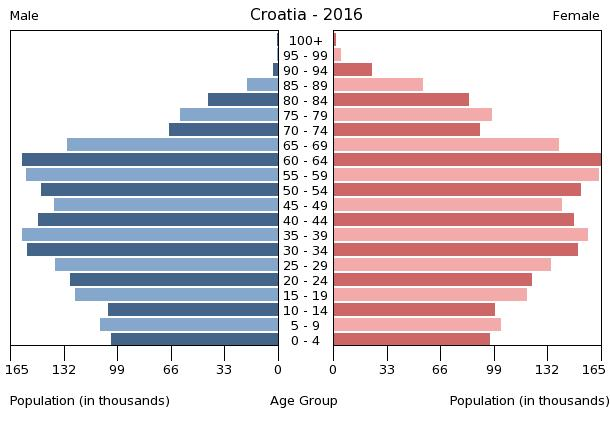 Croatia - 2016
Male
Female
100+
95 - 99
90 - 94
85 - 89
80 - 84
75 - 79
70 - 74
65 - 69
60 - 64
55 - 59
50 - 54
45 - 49
40 - 44
35 - 39
30 - 34
25 - 29
20 - 24
15 - 19
10 - 14
5 - 9
0 - 4
165 132 99 66 33 0 0 33 66 99 132 165
Population (in thousands) Age Group Population (in thousands)